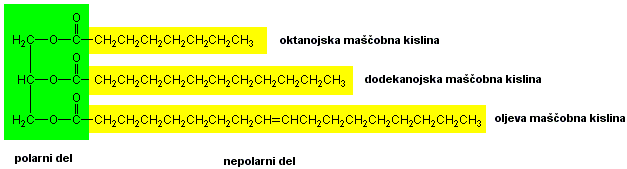 O
H₂C—O—C—CH₂CH₂CH₂CH₂CH₂CH₂CH₃ oktanojska maščobna kislina
O
HC—O—C—CH₂CH₂CH₂CH₂CH₂CH₂CH₂CH₂CH₂CH₂CH₃ dodekanojska maščobna kislina
O
H₂C—O—C—CH₂CH₂CH₂CH₂CH₂CH₂CH₂CH=CHCH₂CH₂CH₂CH₂CH₂CH₂CH₂CH₃ oljeva maščobna kislina
polarni del nepolarni del